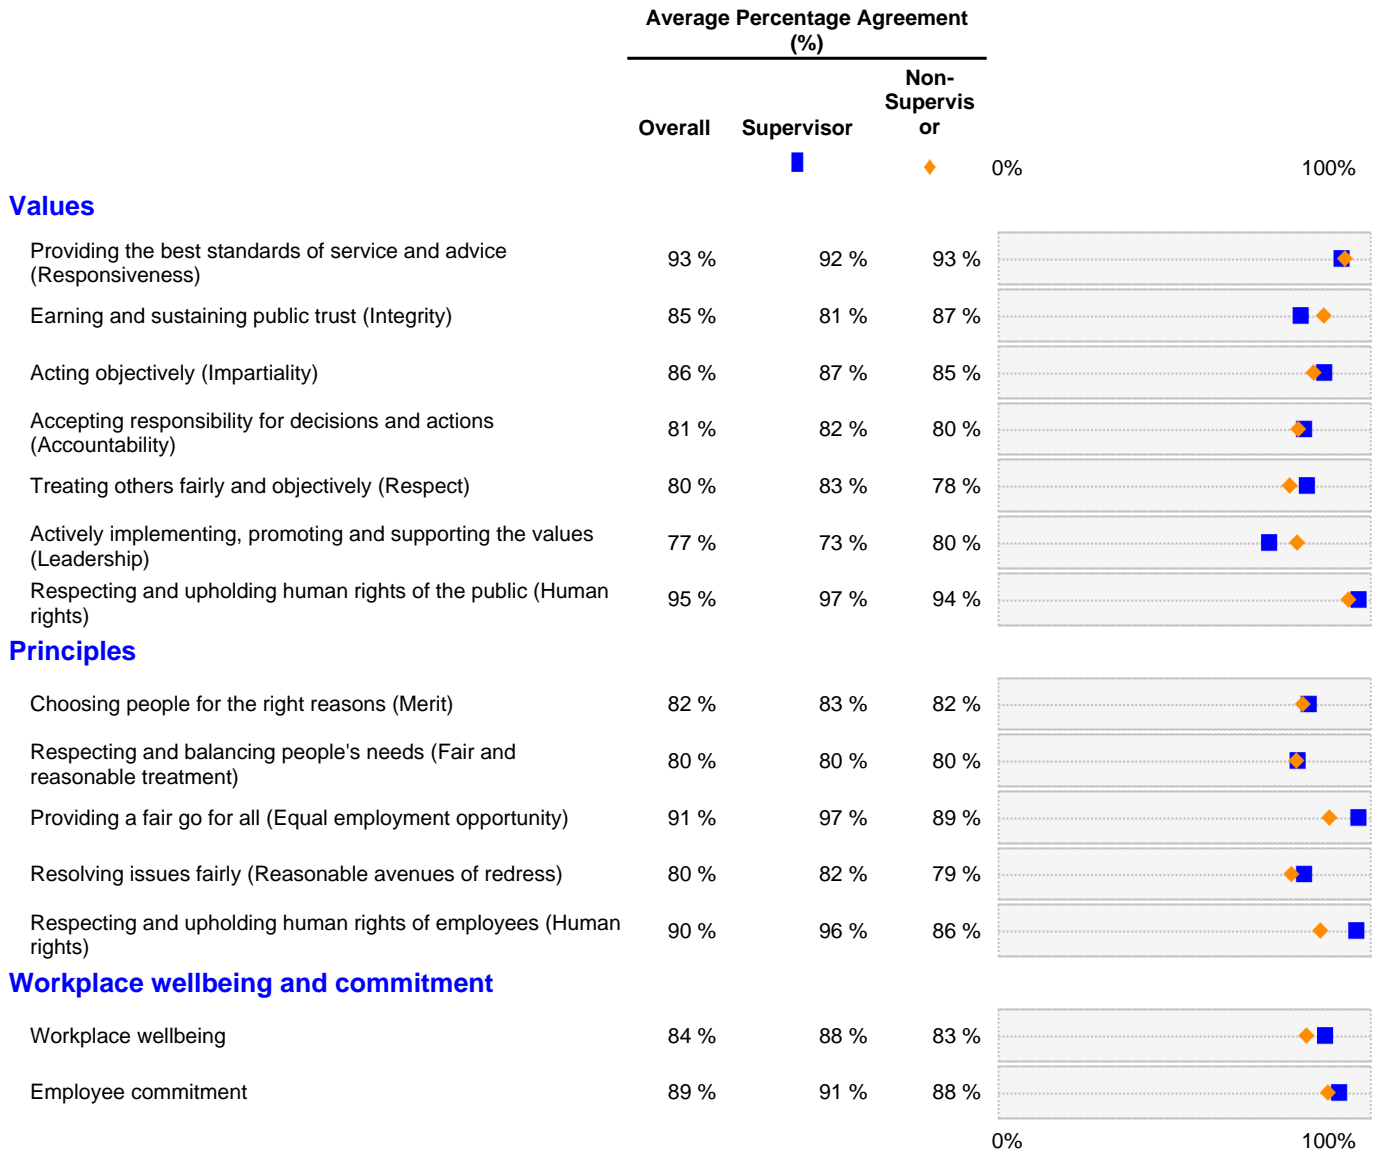 Average Percentage Agreement
(%)
Non-
Supervis
or
Overall Supervisor
0% 100%
Values
Providing the best standards of service and advice
(Responsiveness)
93 % 92 % 93 %
Earning and sustaining public trust (Integrity) 85 % 81 % 87 %
Acting objectively (Impartiality) 86 % 87 % 85 %
Accepting responsibility for decisions and actions
(Accountability)
81 % 82 % 80 %
Treating others fairly and objectively (Respect) 80 % 83 % 78 %
Actively implementing, promoting and supporting the values
(Leadership)
77 % 73 % 80 %
Respecting and upholding human rights of the public (Human
rights)
95 % 97 % 94 %
Principles
Choosing people for the right reasons (Merit) 82 % 83 % 82 %
Respecting and balancing people's needs (Fair and
reasonable treatment)
80 % 80 % 80 %
Providing a fair go for all (Equal employment opportunity) 91 % 97 % 89 %
Resolving issues fairly (Reasonable avenues of redress) 80 % 82 % 79 %
Respecting and upholding human rights of employees (Human
rights)
90 % 96 % 86 %
Workplace wellbeing and commitment
Workplace wellbeing 84 % 88 % 83 %
Employee commitment 89 % 91 % 88 %
0% 100%